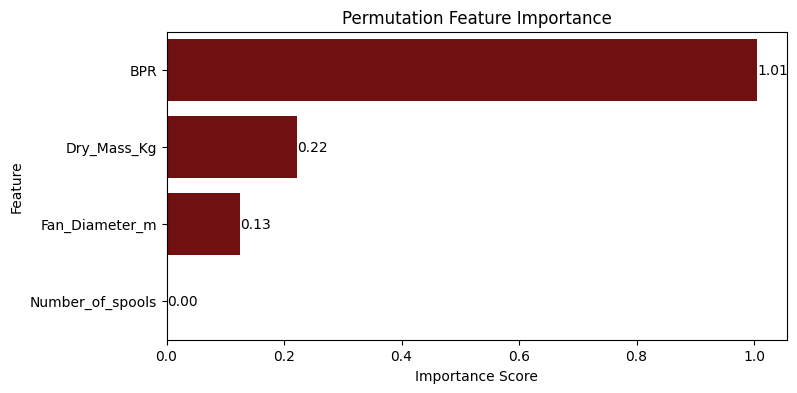 Permutation Feature Importance
BPR
1.01
Dry_Mass_Kg
0.22
Feature
Fan_Diameter_m
0.13
Number_of_spools
0.00
0.0 0.2 0.4 0.6 0.8 1.0
Importance Score